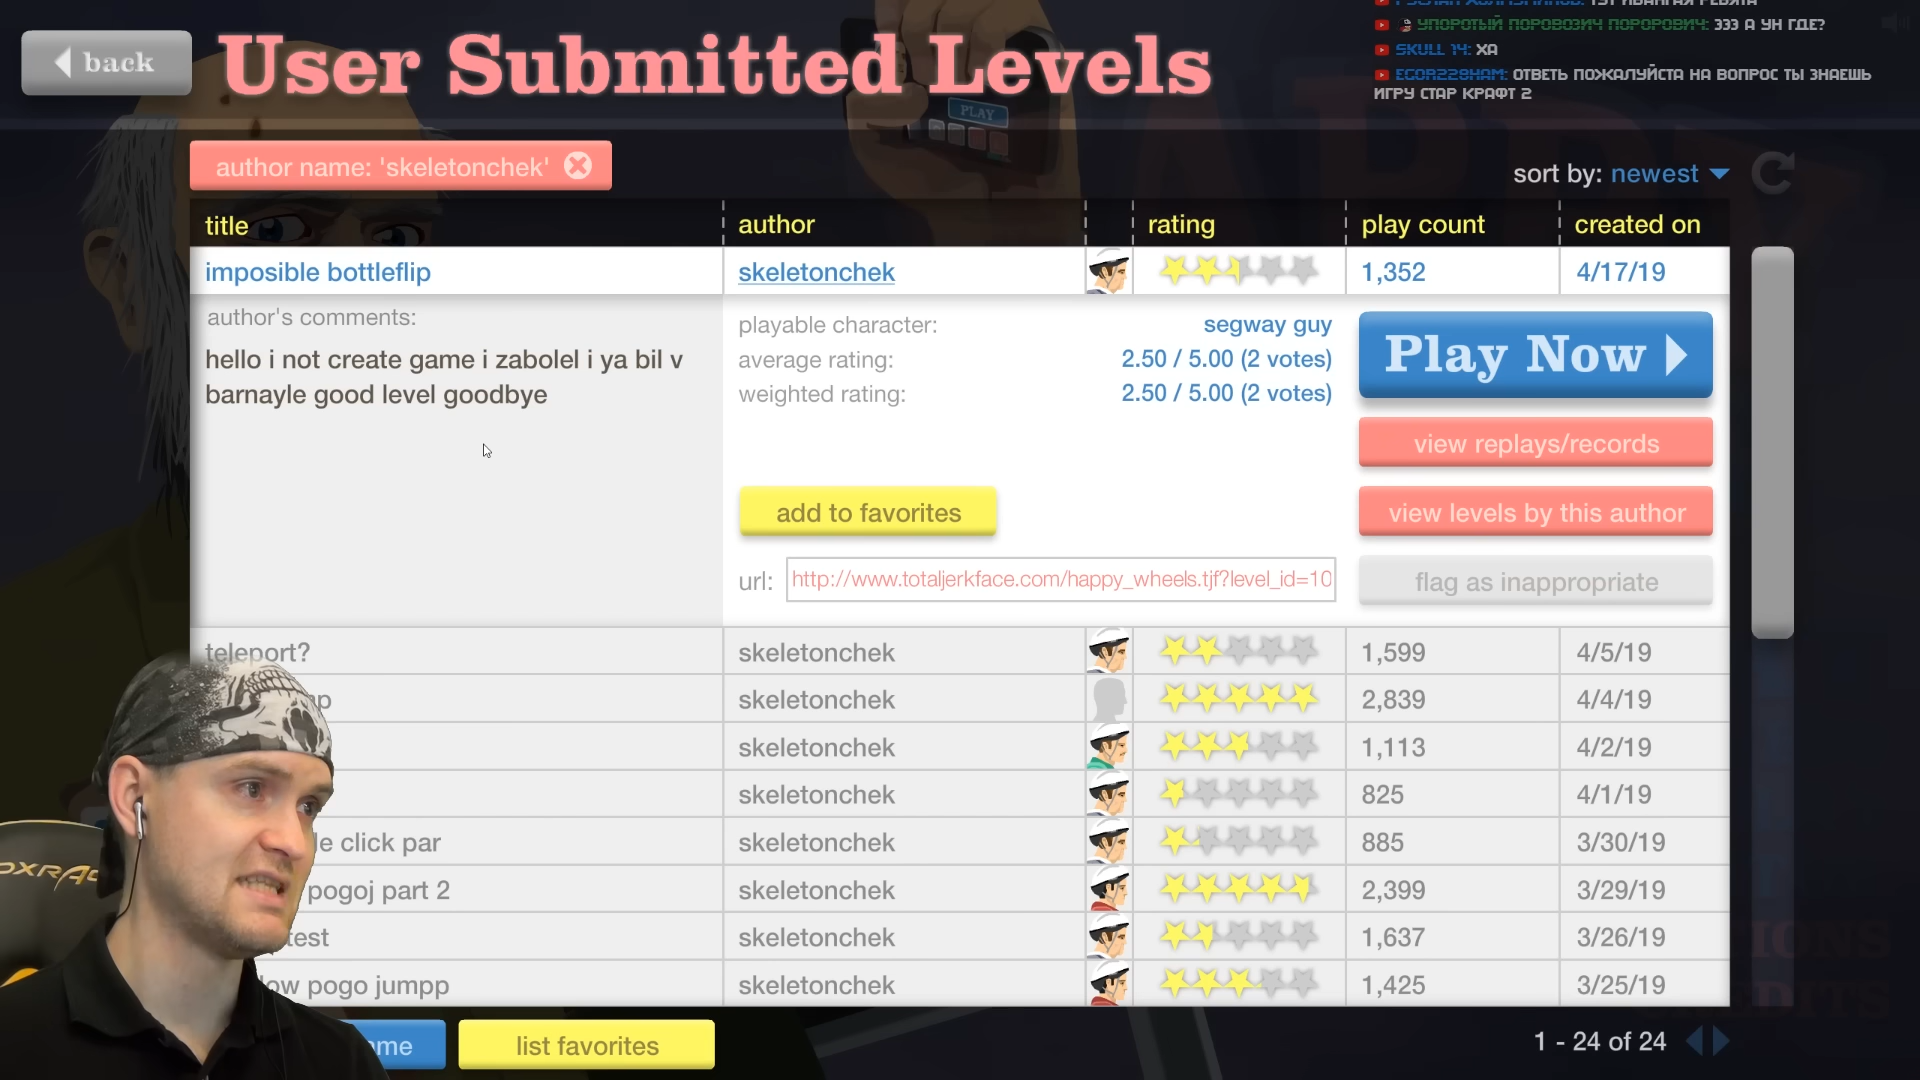 back
User Submitted Levels
УПОРОТЫЙ ПОРОВОЗИЧ ПОРОРОВИЧ: ЭЭЭ А УН ГДЕ?
SKULL 14: ХА
EGOR228HAM: ОТВЕТЬ ПОЖАЛУЙСТА НА ВОПРОС ТЫ ЗНАЕШЬ
ИГРУ СТАР КРАФТ 2
PLAY
author name: 'skeletonchek'
sort by: newest
title author rating play count created on
imposible bottleflip skeletonchek 1,352 4/17/19
author's comments:
hello i not create game i zabolel i ya bil v
barnayle good level goodbye
playable character: segway guy
average rating: 2.50 / 5.00 (2 votes)
weighted rating: 2.50 / 5.00 (2 votes)
Play Now
view replays/records
add to favorites
view levels by this author
url: http://www.totaljerkface.com/happy_wheels.tjf?level_id=10
flag as inappropriate
teleport? skeletonchek 1,599 4/5/19
skeletonchek 2,839 4/4/19
skeletonchek 1,113 4/2/19
skeletonchek 825 4/1/19
click par skeletonchek 885 3/30/19
pogoj part 2 skeletonchek 2,399 3/29/19
test skeletonchek 1,637 3/26/19
pogo jumpp skeletonchek 1,425 3/25/19
list favorites
1 - 24 of 24